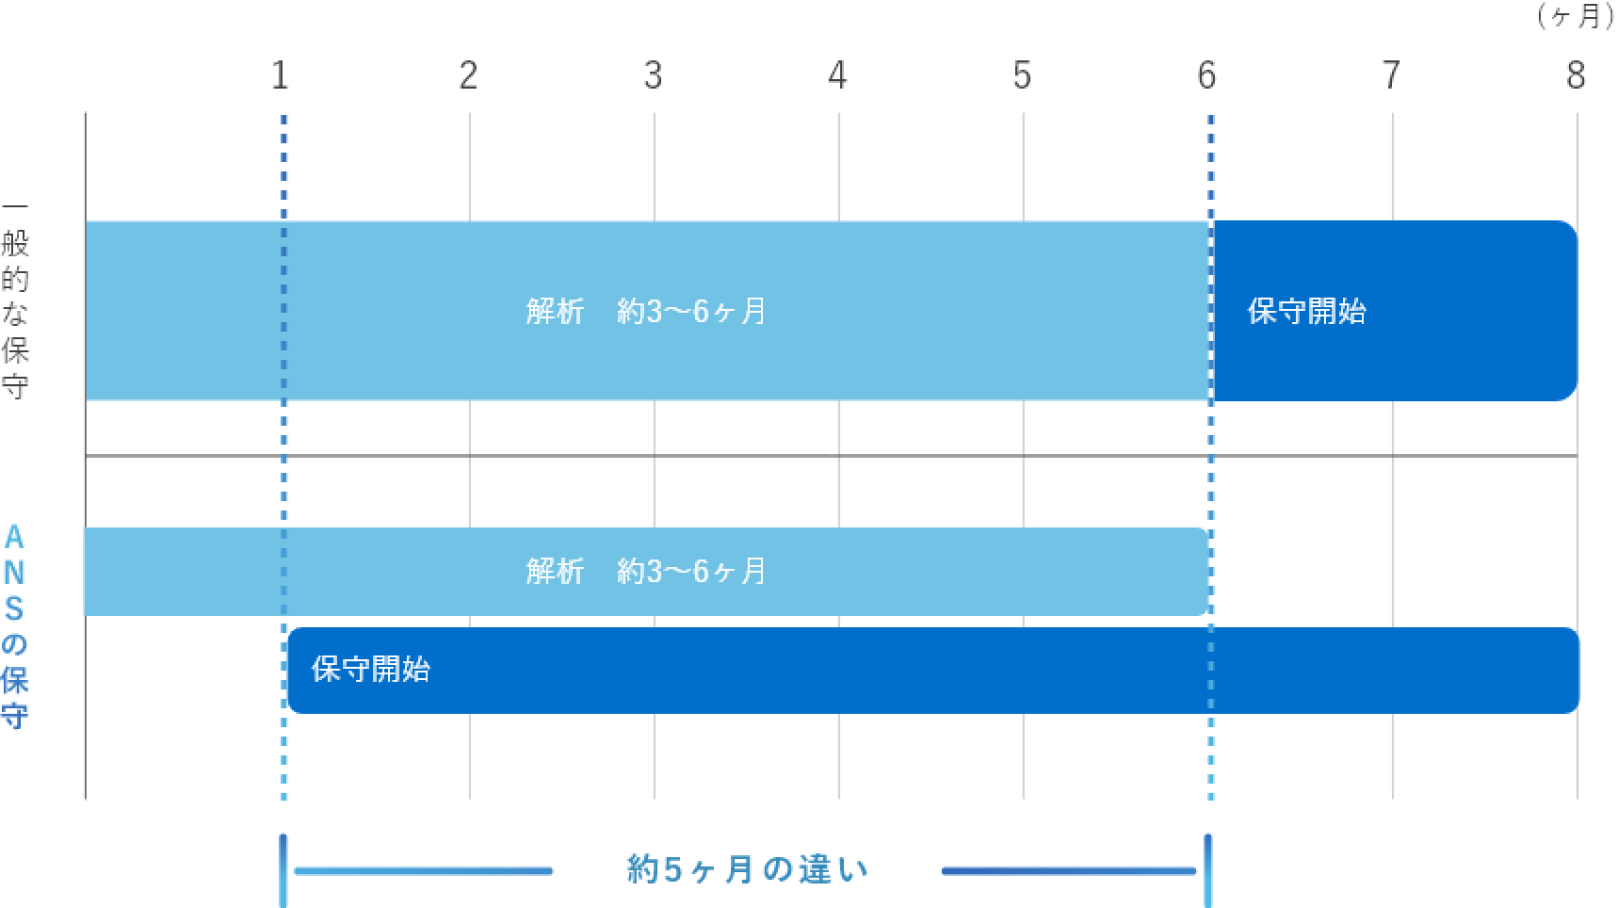 (ヶ月)
1 2 3 4 5 6 7 8
一般的な保守
解析　約3〜6ヶ月
保守開始
ANSの保守
解析　約3〜6ヶ月
保守開始
約5ヶ月の違い